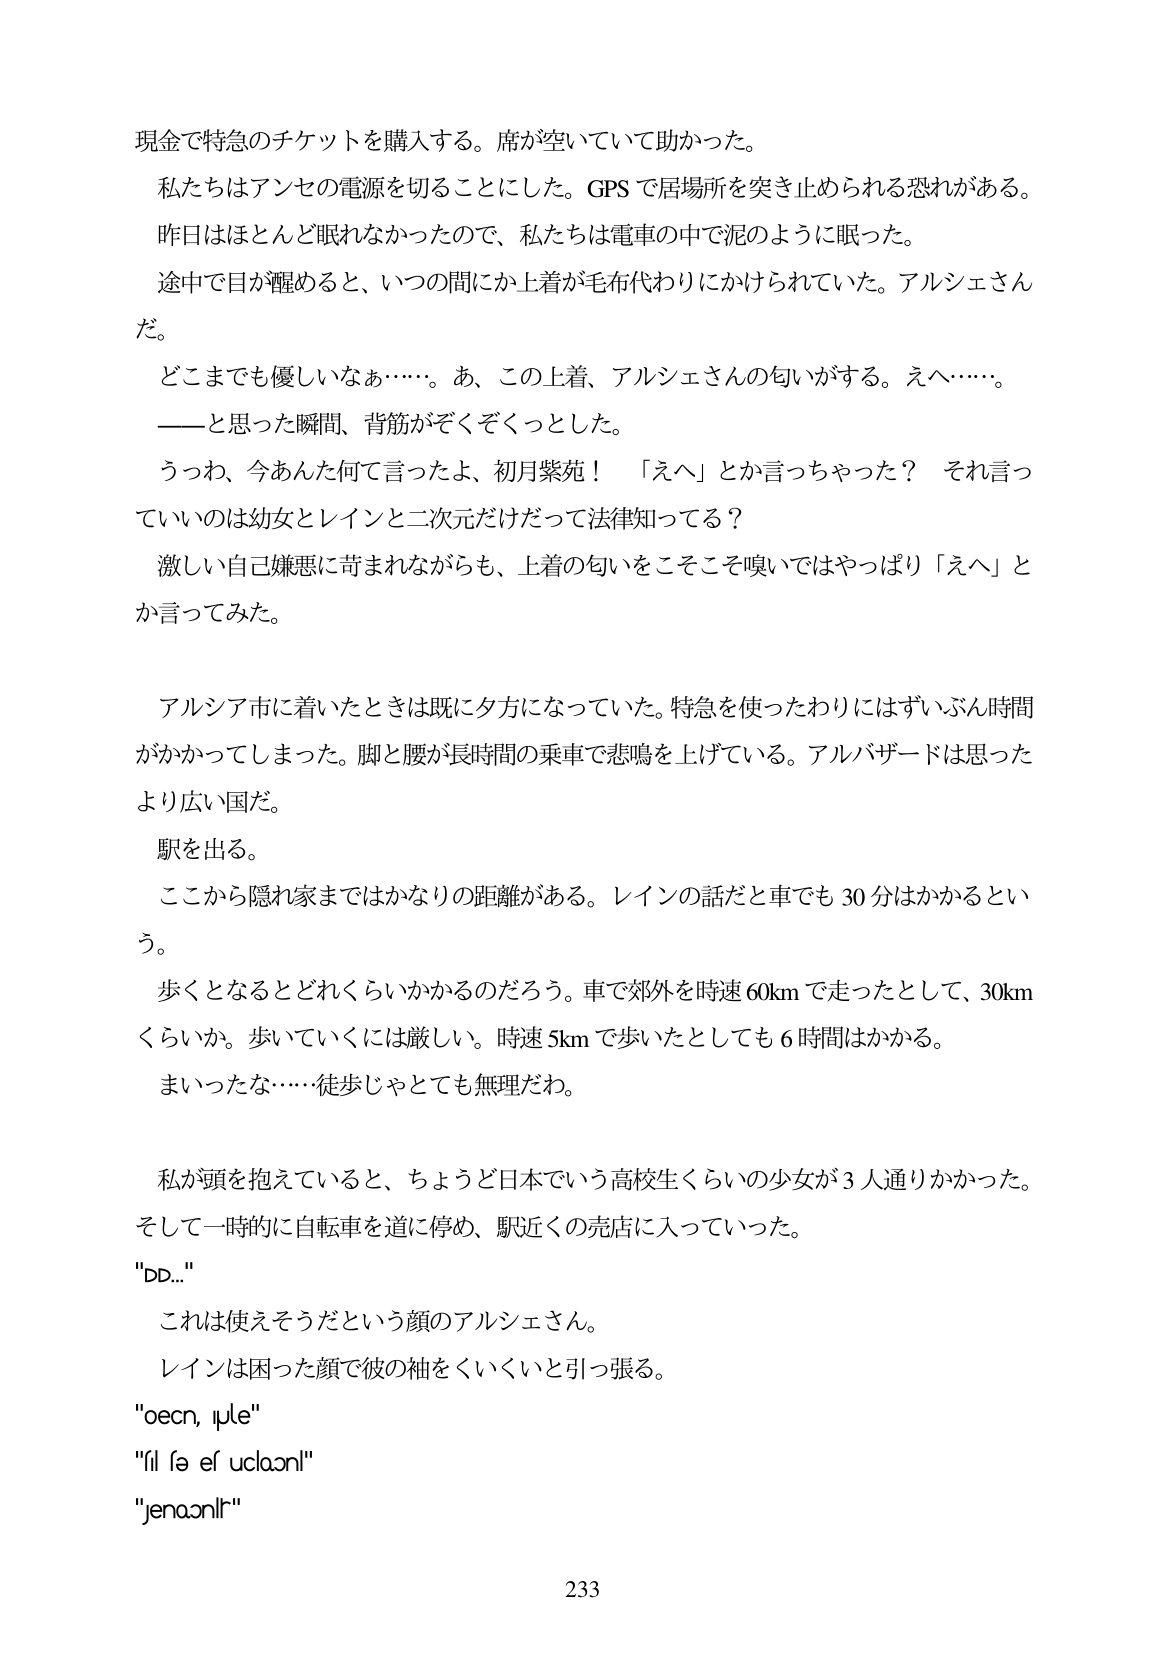 現金で特急のチケットを購入する。席が空いていて助かった。
私たちはアンセの電源を切ることにした。GPS で居場所を突き止められる恐れがある。
昨日はほとんど眠れなかったので、私たちは電車の中で泥のように眠った。
途中で目が醒めると、いつの間にか上着が毛布代わりにかけられていた。アルシェさん
だ。
どこまでも優しいなぁ……。あ、この上着、アルシェさんの匂いがする。えへ……。
――と思った瞬間、背筋がぞくぞくっとした。
うっわ、今あんた何て言ったよ、初月紫苑！　「えへ」とか言っちゃった？　それ言っ
ていいのは幼女とレインと二次元だけだって法律知ってる？
激しい自己嫌悪に苛まれながらも、上着の匂いをこそこそ嗅いではやっぱり「えへ」と
か言ってみた。
アルシア市に着いたときは既に夕方になっていた。特急を使ったわりにはずいぶん時間
がかかってしまった。脚と腰が長時間の乗車で悲鳴を上げている。アルバザードは思った
より広い国だ。
駅を出る。
ここから隠れ家まではかなりの距離がある。レインの話だと車でも 30 分はかかるとい
う。
歩くとなるとどれくらいかかるのだろう。車で郊外を時速 60km で走ったとして、30km
くらいか。歩いていくには厳しい。時速 5km で歩いたとしても 6 時間はかかる。
まいったな……徒歩じゃとても無理だわ。
私が頭を抱えていると、ちょうど日本でいう高校生くらいの少女が 3 人通りかかった。
そして一時的に自転車を道に停め、駅近くの売店に入っていった。
これは使えそうだという顔のアルシェさん。
レインは困った顔で彼の袖をくいくいと引っ張る。
233